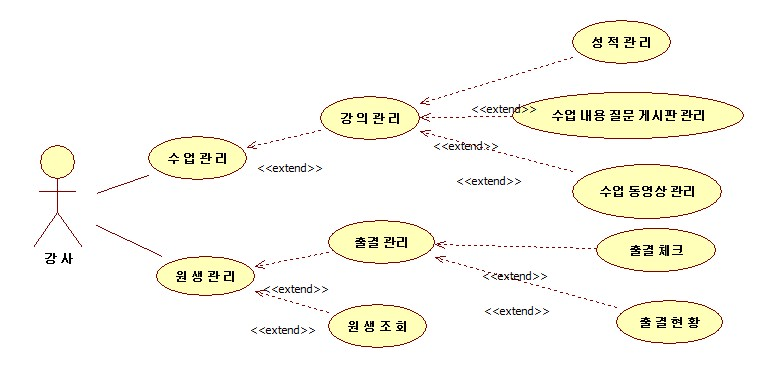 성 적 관 리
<<extend>>
강 의 관 리
수업 내용 질문 게시판 관리
<<extend>>
수 업 관 리
<<extend>>
<<extend>>
수업 동영상 관리
강 사
출결 관리
출결 체크
원 생 관 리
<<extend>>
<<extend>>
<<extend>>
<<extend>>
원 생 조 회
출 결 현 황